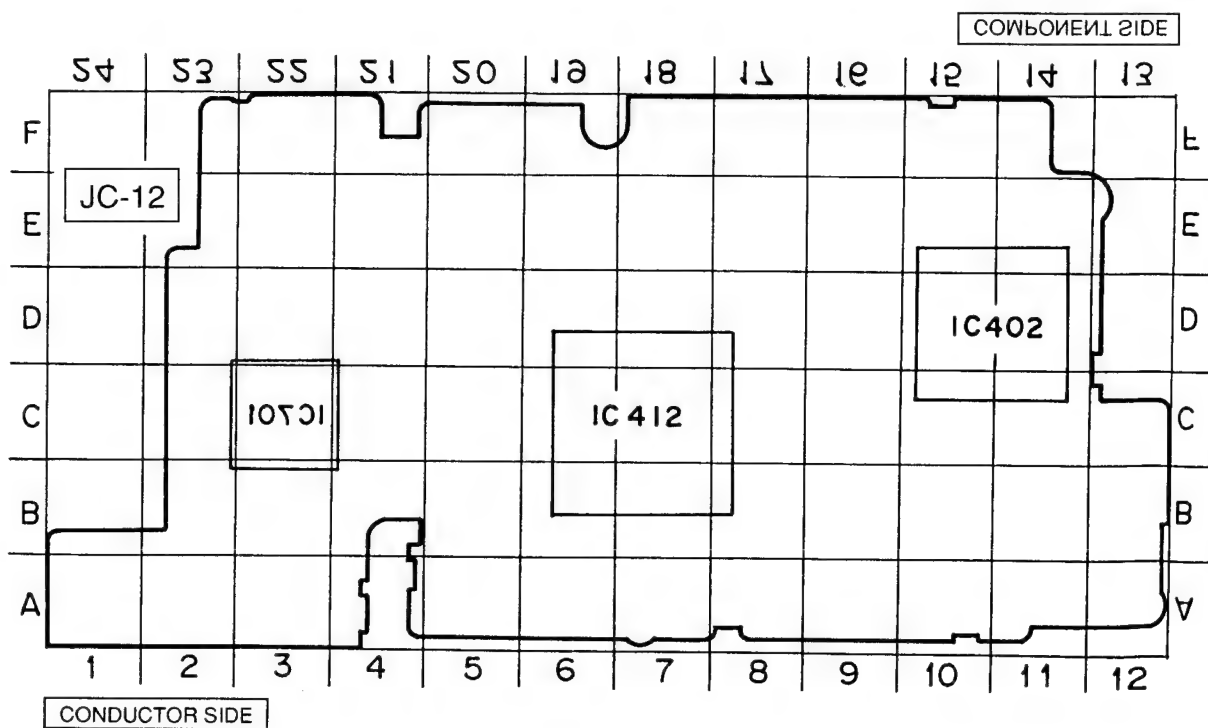 COMPONENT SIDE
24 23 22 21 20 19 18 17 16 15 14 13
F F
JC-12
E E
D IC402 D
C IC701 IC412 C
B B
A A
1 2 3 4 5 6 7 8 9 10 11 12
CONDUCTOR SIDE